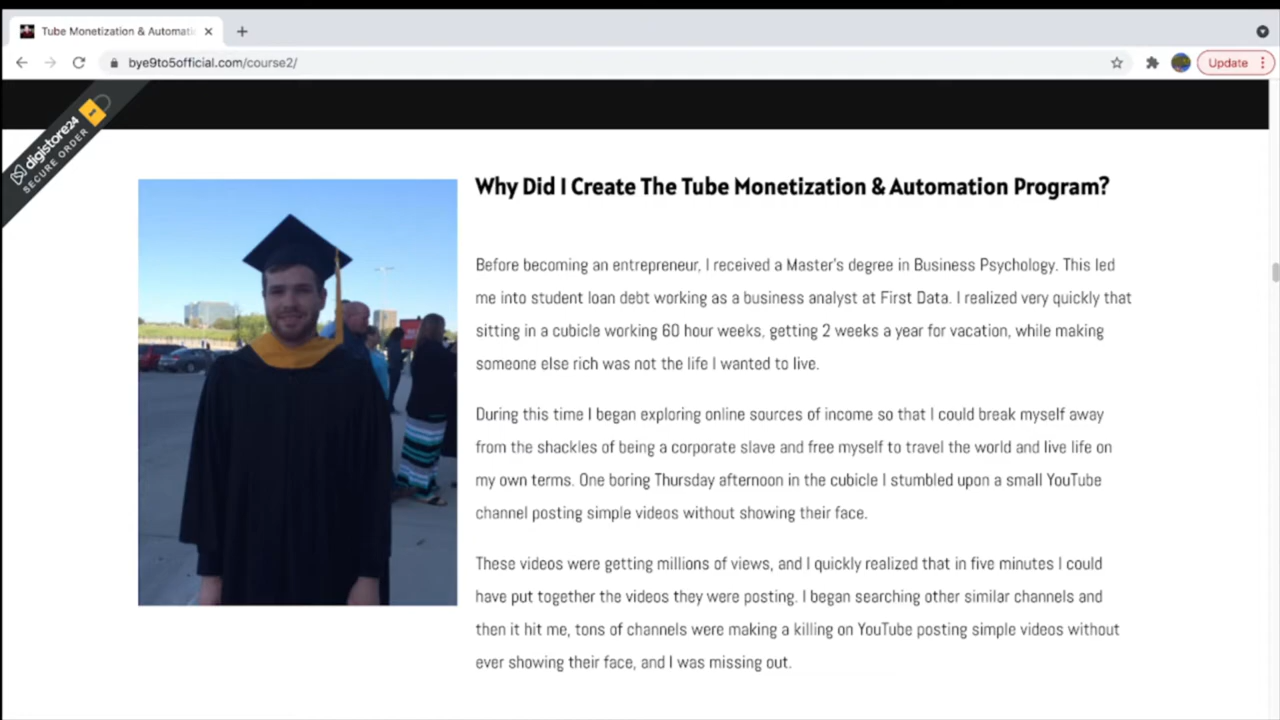 Tube Monetization & Automati
Update
bye9to5official.com/course2/
digistore24
SECURE ORDER
Why Did I Create The Tube Monetization & Automation Program?
Before becoming an entrepreneur, I received a Master's degree in Business Psychology. This led
me into student loan debt working as a business analyst at First Data. I realized very quickly that
sitting in a cubicle working 60 hour weeks, getting 2 weeks a year for vacation, while making
someone else rich was not the life I wanted to live.
During this time I began exploring online sources of income so that I could break myself away
from the shackles of being a corporate slave and free myself to travel the world and live life on
my own terms. One boring Thursday afternoon in the cubicle I stumbled upon a small YouTube
channel posting simple videos without showing their face.
These videos were getting millions of views, and I quickly realized that in five minutes I could
have put together the videos they were posting. I began searching other similar channels and
then it hit me, tons of channels were making a killing on YouTube posting simple videos without
ever showing their face, and I was missing out.